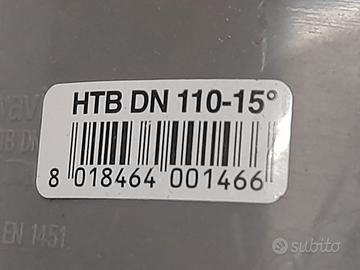 HTB DN 110-15°
8 018464 001466
EN 1451
subito